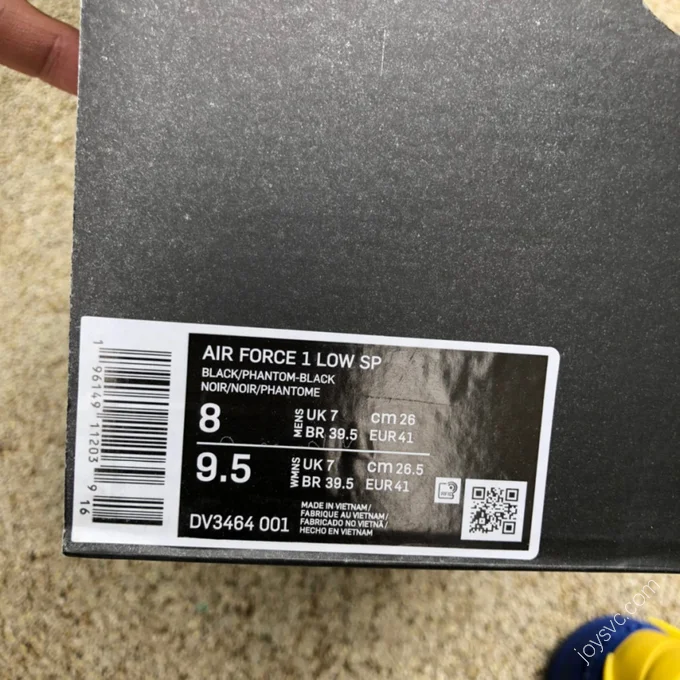 AIR FORCE 1 LOW SP
BLACK/PHANTOM-BLACK
NOIR/NOIR/PHANTOME
8 MENS UK 7 cm 26
BR 39.5 EUR 41
9.5 WMNS UK 7 cm 26.5
BR 39.5 EUR 41
DV3464 001
MADE IN VIETNAM/
FABRIQUE AU VIETNAM/
FABRICADO NO VIETNÃ/
HECHO EN VIETNAM
1 96149 11203 9 16
joysvc.com